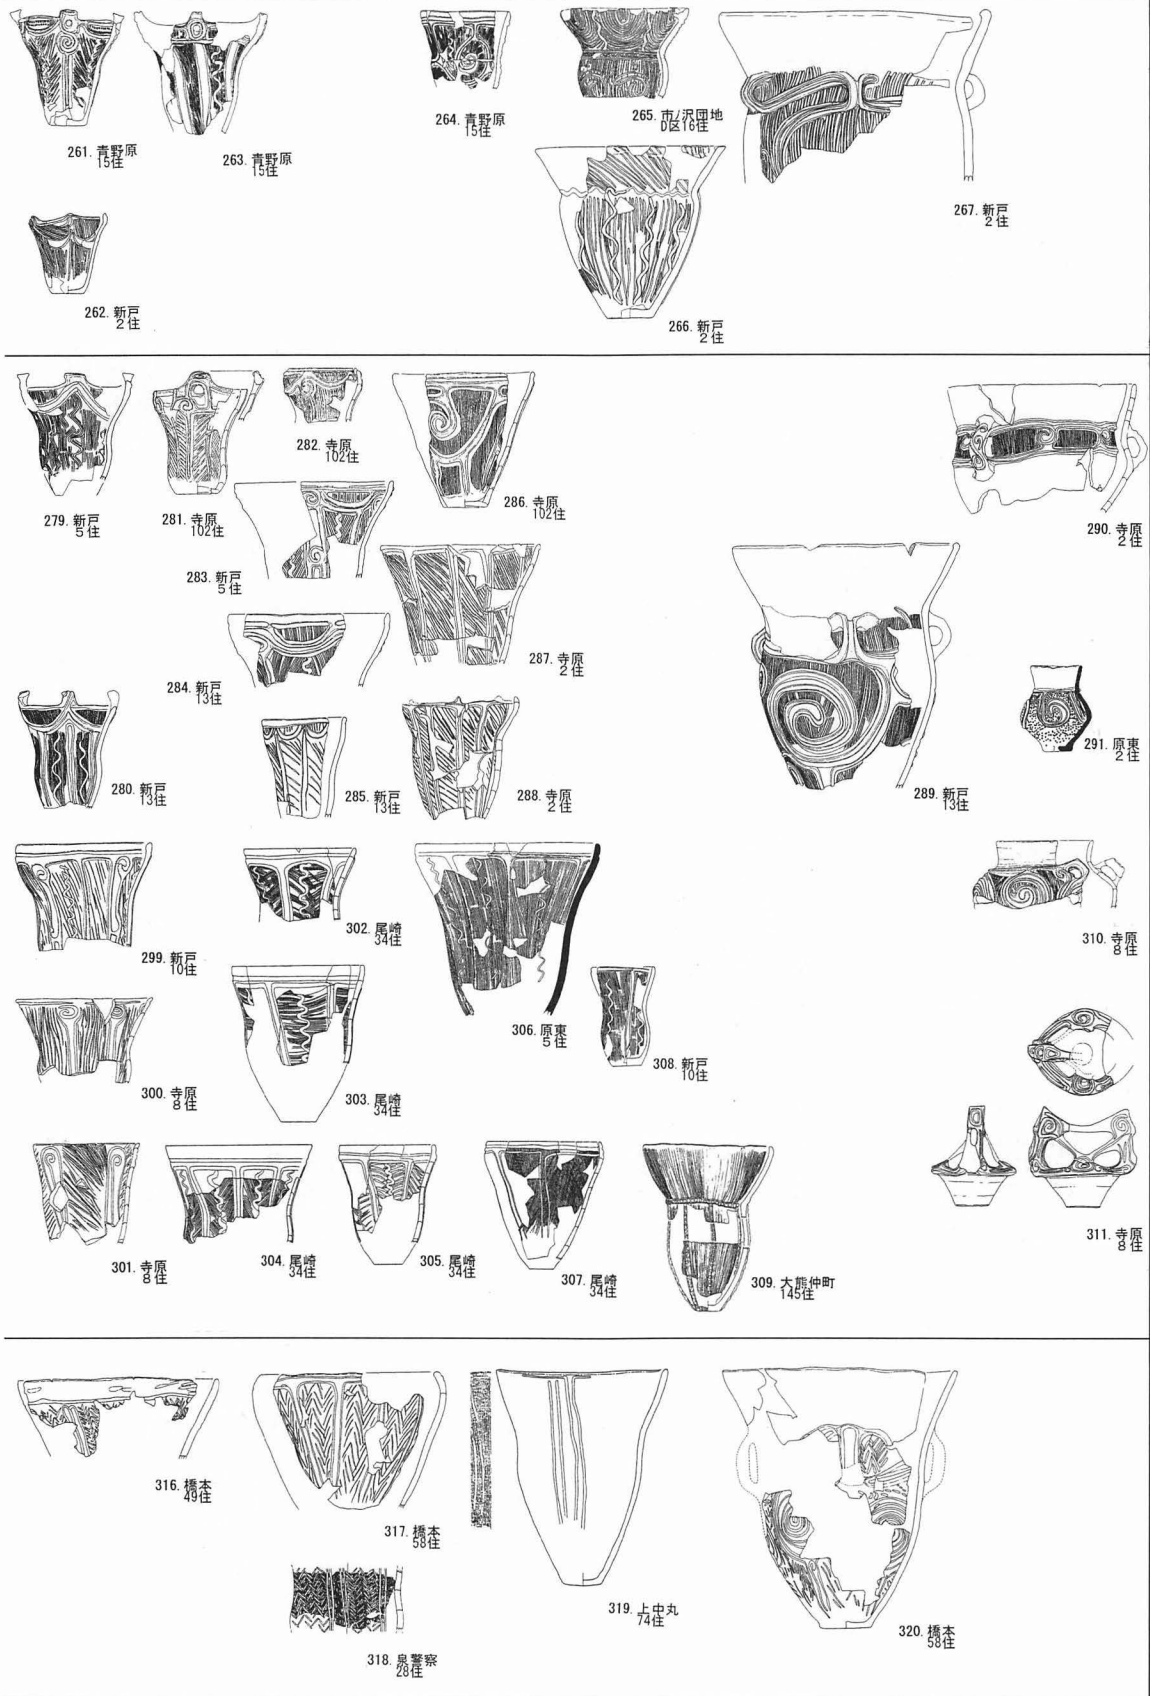 261. 青野原
15住
263. 青野原
15住
264. 青野原
15住
265. 市ノ沢団地
D区16住
267. 新戸
2住
262. 新戸
2住
266. 新戸
2住
279. 新戸
5住
281. 寺原
102住
282. 寺原
102住
286. 寺原
102住
290. 寺原
2住
283. 新戸
5住
287. 寺原
2住
284. 新戸
13住
280. 新戸
13住
285. 新戸
13住
288. 寺原
2住
289. 新戸
13住
291. 原東
2住
299. 新戸
10住
302. 尾崎
34住
306. 原東
5住
308. 新戸
10住
310. 寺原
8住
300. 寺原
8住
303. 尾崎
34住
301. 寺原
8住
304. 尾崎
34住
305. 尾崎
34住
307. 尾崎
34住
309. 大熊仲町
145住
311. 寺原
8住
316. 橋本
49住
317. 橋本
58住
318. 泉警察
28住
319. 上中丸
74住
320. 橋本
58住